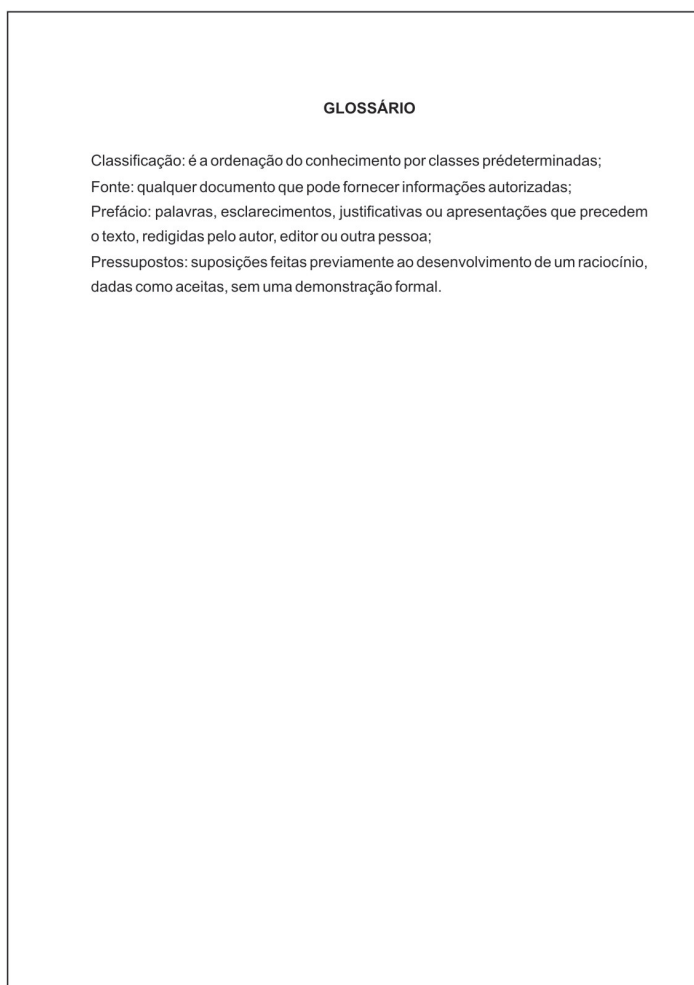 GLOSSÁRIO
Classificação: é a ordenação do conhecimento por classes prédeterminadas;
Fonte: qualquer documento que pode fornecer informações autorizadas;
Prefácio: palavras, esclarecimentos, justificativas ou apresentações que precedem
o texto, redigidas pelo autor, editor ou outra pessoa;
Pressupostos: suposições feitas previamente ao desenvolvimento de um raciocínio,
dadas como aceitas, sem uma demonstração formal.